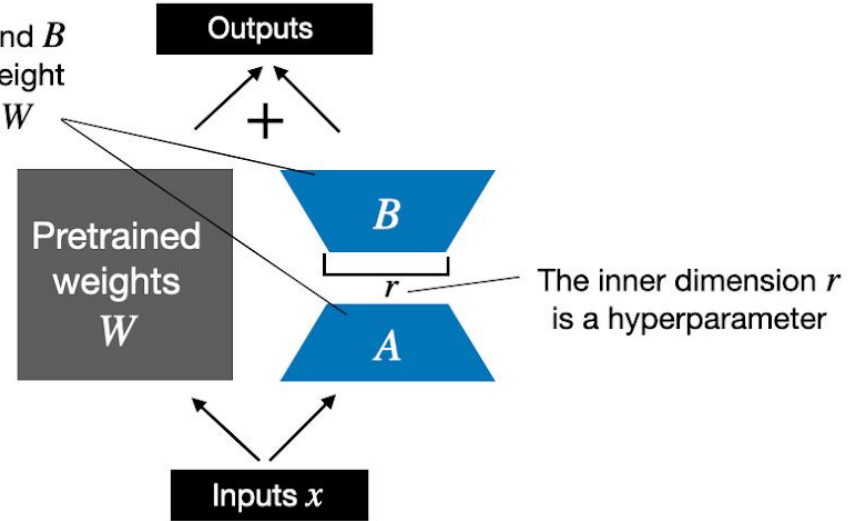 Outputs
nd B
eight
W
+
Pretrained
weights
W
B
r
A
The inner dimension r
is a hyperparameter
Inputs x